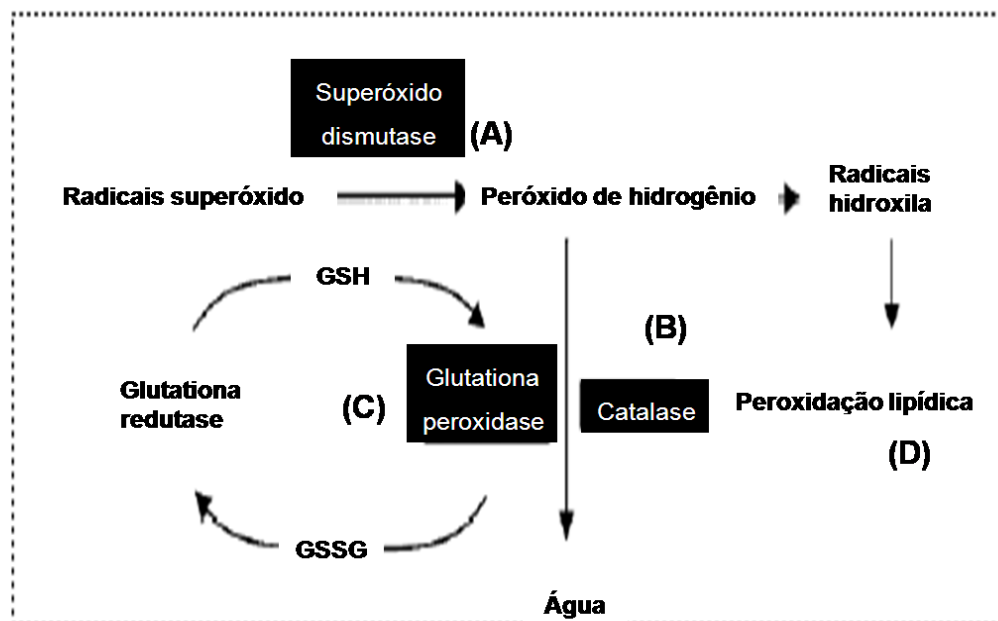 Superóxido
dismutase
(A)
Radicais superóxido
Peróxido de hidrogênio
Radicais
hidroxila
GSH
(B)
Glutationa
redutase
(C)
Glutationa
peroxidase
Catalase
Peroxidação lipídica
(D)
GSSG
Água